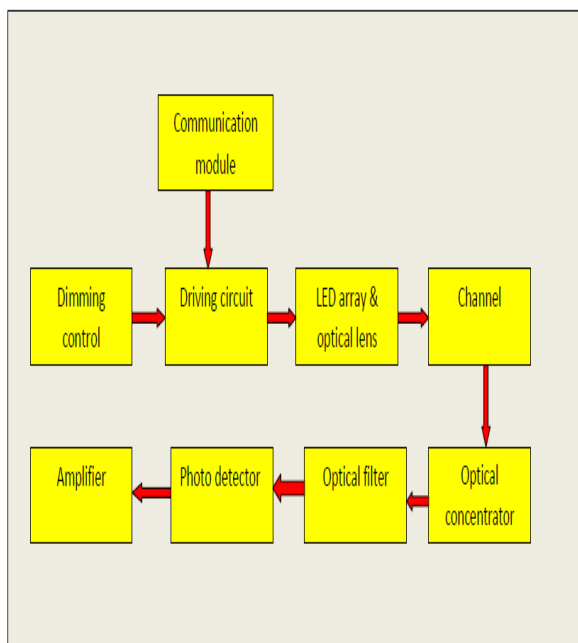 Communication
module
Dimming
control
Driving circuit
LED array &
optical lens
Channel
Amplifier
Photo detector
Optical filter
Optical
concentrator